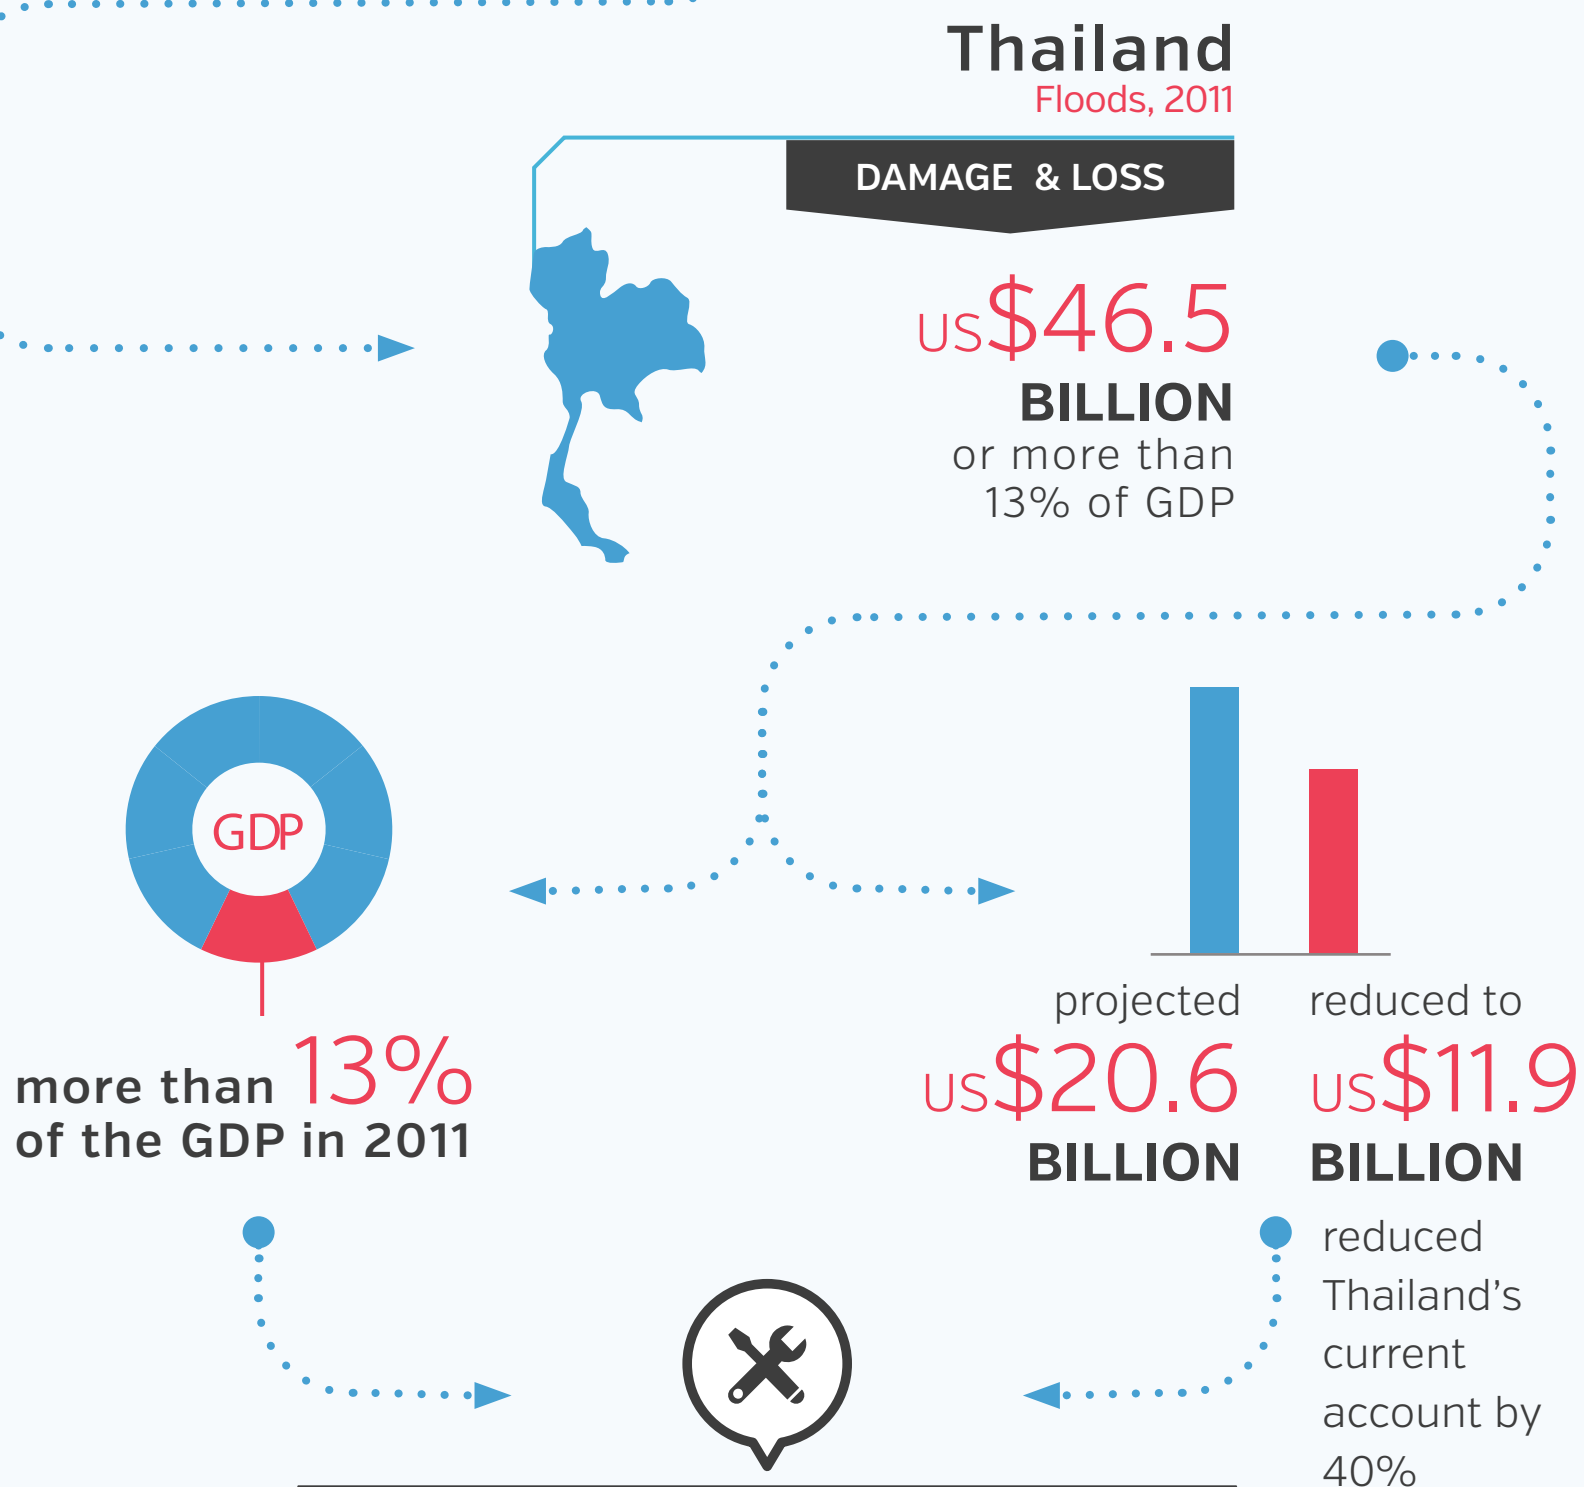 Thailand
Floods, 2011
DAMAGE & LOSS
US$46.5
BILLION
or more than
13% of GDP
GDP
more than 13%
of the GDP in 2011
projected
US$20.6
BILLION
reduced to
US$11.9
BILLION
reduced
Thailand's
current
account by
40%